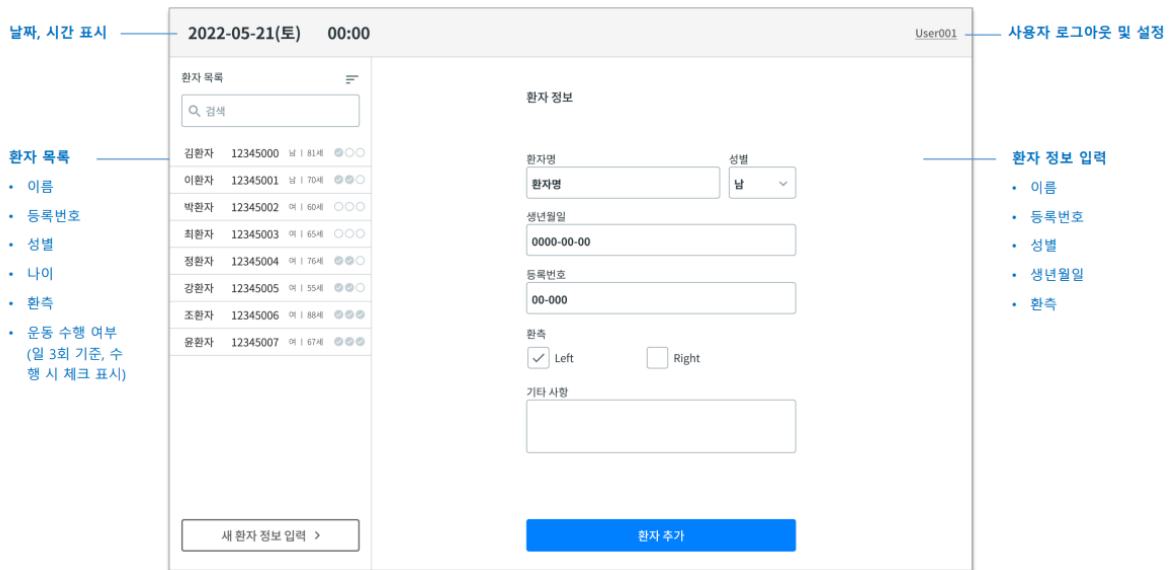 날짜, 시간 표시
2022-05-21(토) 00:00
User001
사용자 로그아웃 및 설정
환자 목록
• 이름
• 등록번호
• 성별
• 나이
• 환측
• 운동 수행 여부
(일 3회 기준, 수
행 시 체크 표시)
환자 목록
검색
김환자 12345000 남 | 81세
이환자 12345001 남 | 70세
박환자 12345002 여 | 60세
최환자 12345003 여 | 65세
정환자 12345004 여 | 76세
강환자 12345005 여 | 55세
조환자 12345006 여 | 88세
윤환자 12345007 여 | 67세
새 환자 정보 입력 >
환자 정보
환자명 성별
환자명 남
생년월일
0000-00-00
등록번호
00-000
환측
Left Right
기타 사항
환자 추가
환자 정보 입력
• 이름
• 등록번호
• 성별
• 생년월일
• 환측